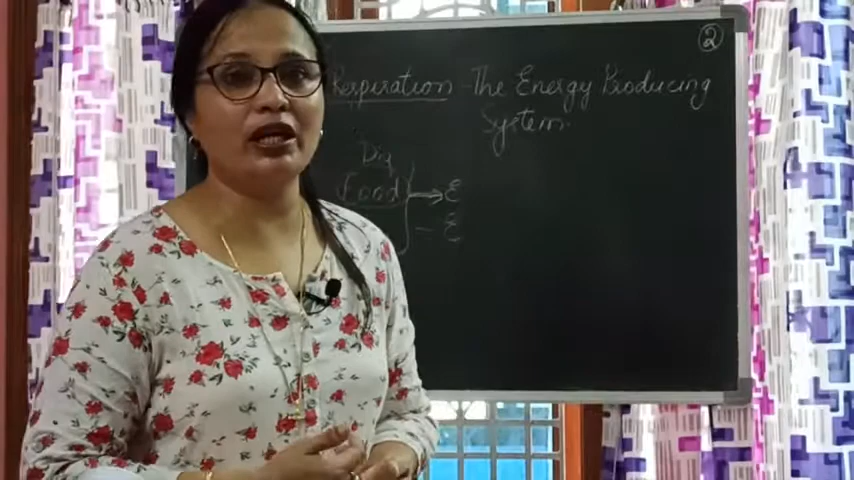 ②
Respiration - The Energy Producing
System.
Dig
Food → E
- E